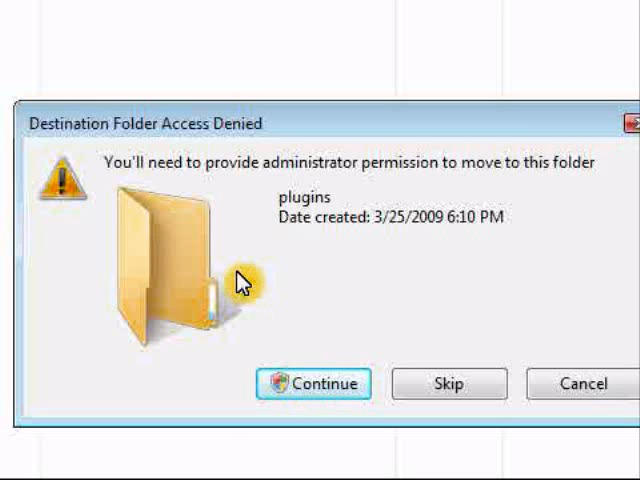 Destination Folder Access Denied
You'll need to provide administrator permission to move to this folder
plugins
Date created: 3/25/2009 6:10 PM
Continue
Skip
Cancel